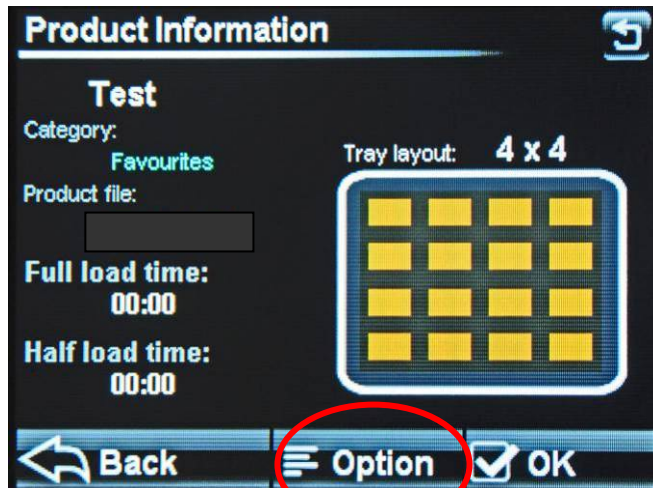 Product Information
Test
Category:
Favourites
Product file:
Full load time:
00:00
Half load time:
00:00
Tray layout: 4 x 4
Back
Option
OK